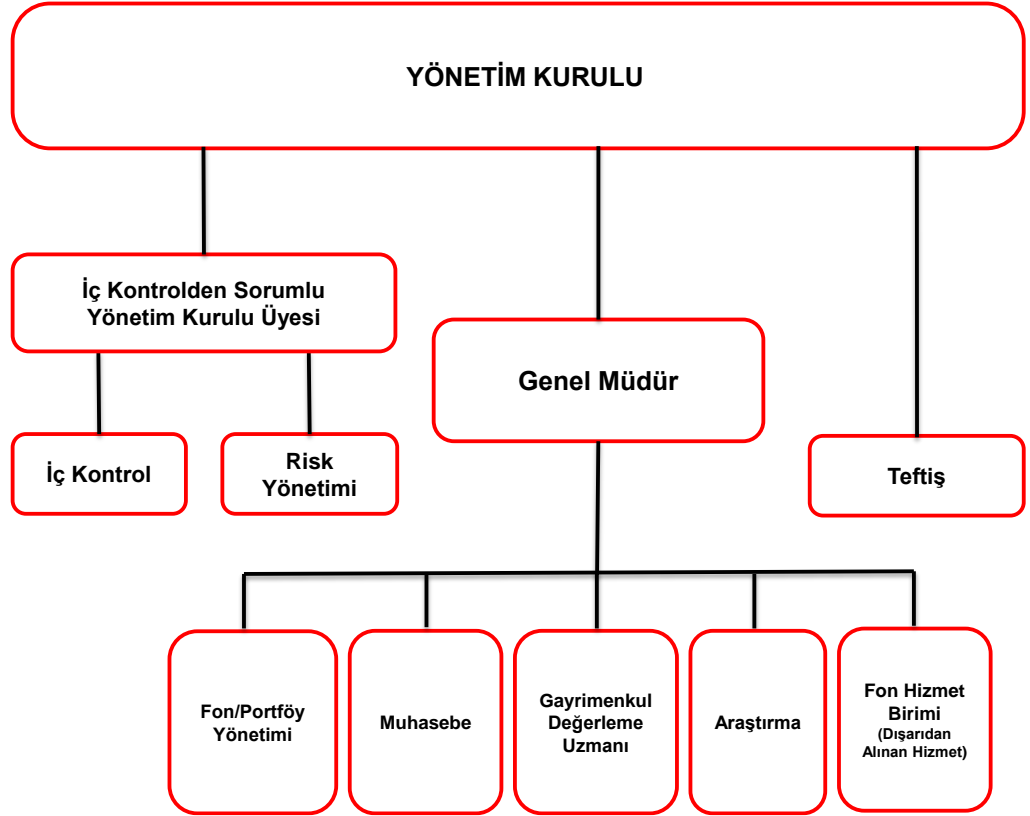 YÖNETİM KURULU
İç Kontrolden Sorumlu
Yönetim Kurulu Üyesi
Genel Müdür
İç Kontrol
Risk
Yönetimi
Teftiş
Fon/Portföy
Yönetimi
Muhasebe
Gayrimenkul
Değerleme
Uzmanı
Araştırma
Fon Hizmet
Birimi
(Dışarıdan
Alınan Hizmet)